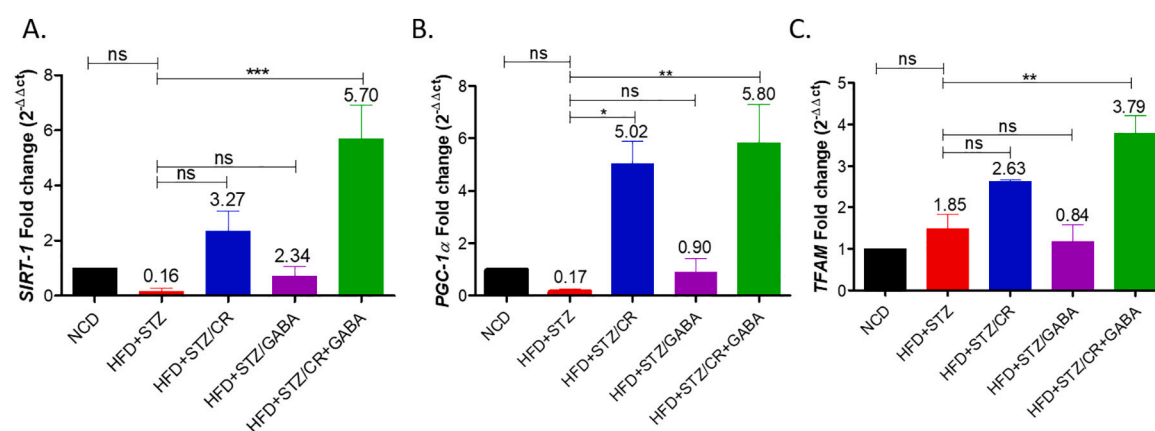 A.
ns
***
ns
ns
SIRT-1 Fold change (2-ΔΔct)
8
6
4
2
0
0.16
3.27
2.34
5.70
NCD
HFD+STZ
HFD+STZ/CR
HFD+STZ/GABA
HFD+STZ/CR+GABA
B.
ns
**
ns
*
PGC-1α Fold change (2-ΔΔct)
8
6
4
2
0
0.17
5.02
0.90
5.80
NCD
HFD+STZ
HFD+STZ/CR
HFD+STZ/GABA
HFD+STZ/CR+GABA
C.
ns
**
ns
ns
TFAM Fold change (2-ΔΔct)
5
4
3
2
1
0
1.85
2.63
0.84
3.79
NCD
HFD+STZ
HFD+STZ/CR
HFD+STZ/GABA
HFD+STZ/CR+GABA